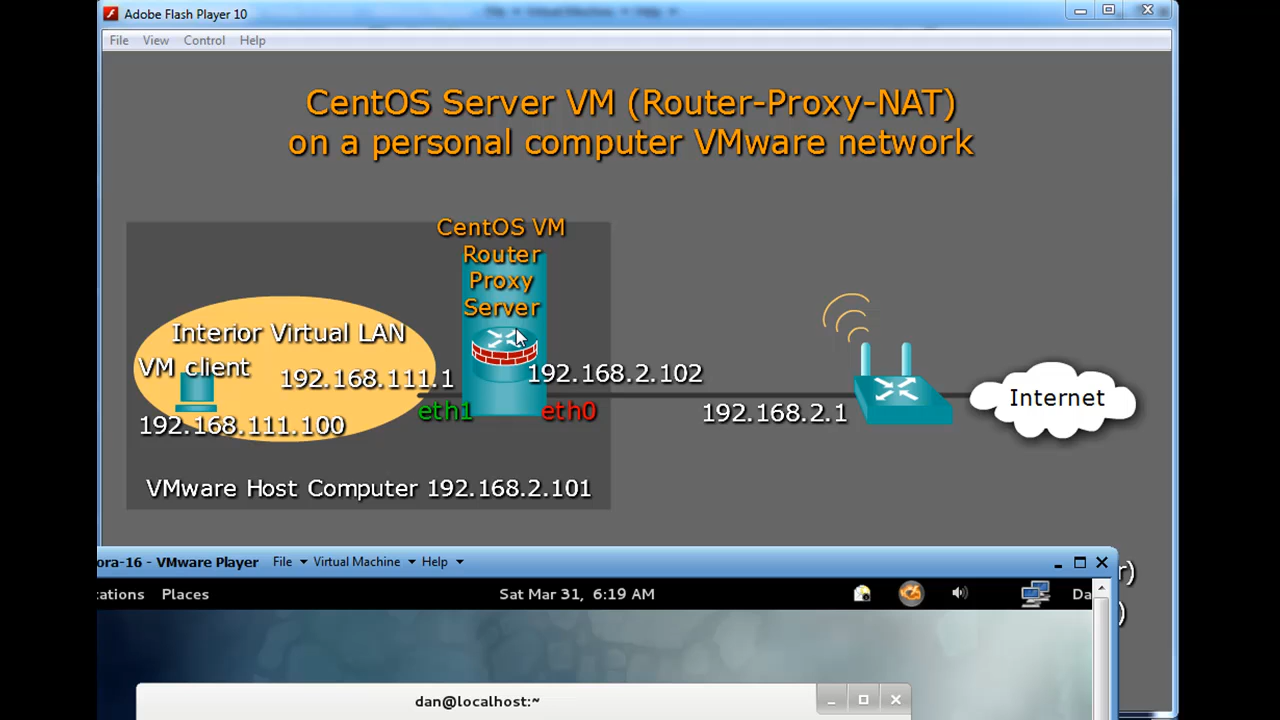 Adobe Flash Player 10
File View Control Help
CentOS Server VM (Router-Proxy-NAT)
on a personal computer VMware network
CentOS VM
Router
Proxy
Server
Interior Virtual LAN
VM client
192.168.111.1
192.168.2.102
192.168.111.100
eth1
eth0
192.168.2.1
Internet
VMware Host Computer 192.168.2.101
ora-16 - VMware Player File Virtual Machine Help
r)
cations Places Sat Mar 31, 6:19 AM Da
)
dan@localhost:~